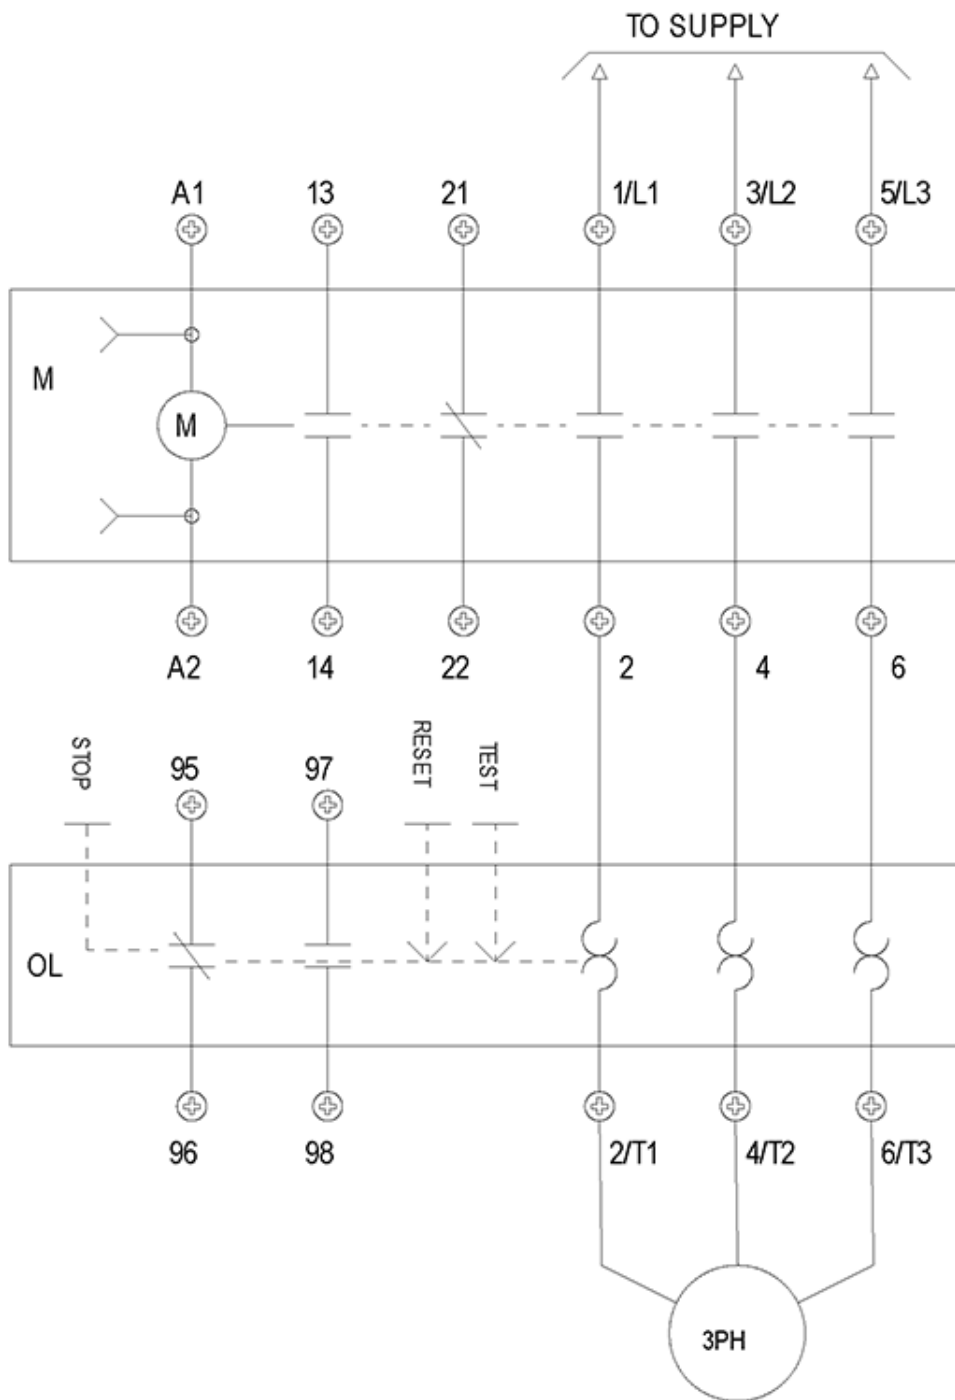 TO SUPPLY
A1 13 21 1/L1 3/L2 5/L3
M
M
A2 14 22 2 4 6
STOP 95 97 RESET TEST
OL
96 98 2/T1 4/T2 6/T3
3PH